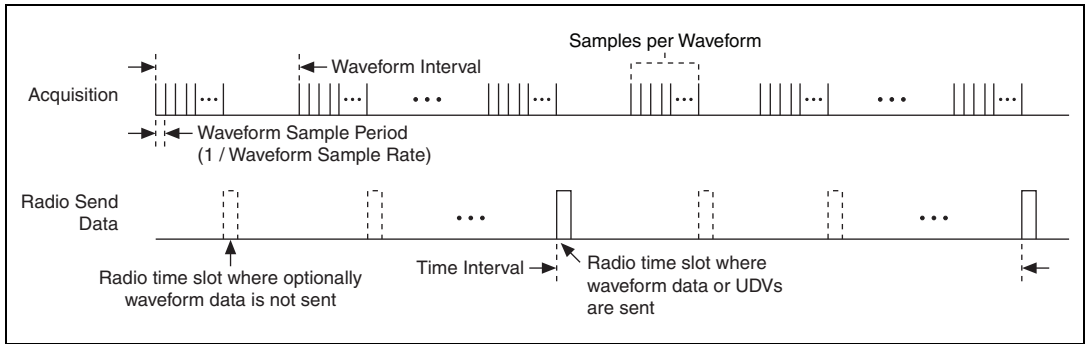 Samples per Waveform
Waveform Interval
Acquisition
...
...
...
...
...
...
...
...
Waveform Sample Period
(1 / Waveform Sample Rate)
Radio Send
Data
...
...
Radio time slot where optionally
waveform data is not sent
Time Interval
Radio time slot where
waveform data or UDVs
are sent